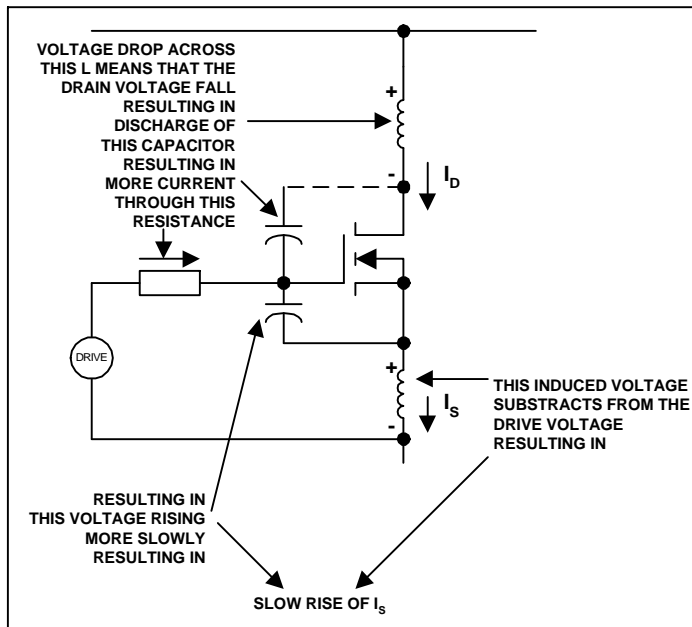 VOLTAGE DROP ACROSS
THIS L MEANS THAT THE
DRAIN VOLTAGE FALL
RESULTING IN
DISCHARGE OF
THIS CAPACITOR
RESULTING IN
MORE CURRENT
THROUGH THIS
RESISTANCE
+
-
I_D
DRIVE
+
I_S
-
THIS INDUCED VOLTAGE
SUBSTRACTS FROM THE
DRIVE VOLTAGE
RESULTING IN
RESULTING IN
THIS VOLTAGE RISING
MORE SLOWLY
RESULTING IN
SLOW RISE OF I_S